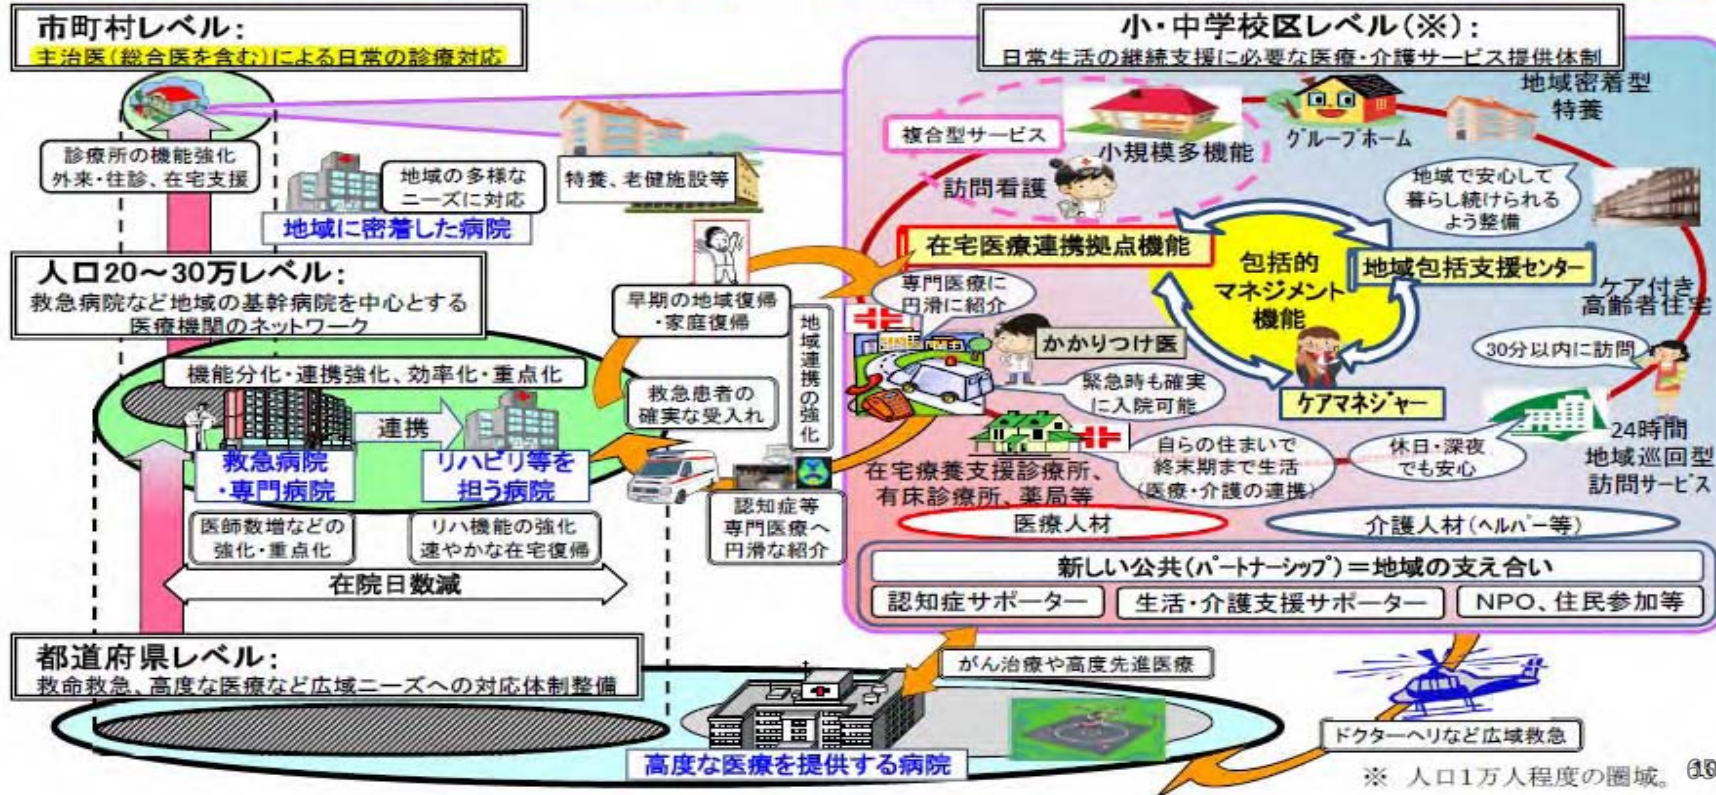 市町村レベル:
主治医(総合医を含む)による日常の診療対応
診療所の機能強化
外来・往診、在宅支援
地域の多様な
ニーズに対応
地域に密着した病院
特養、老健施設等
人口20～30万レベル:
救急病院など地域の基幹病院を中心とする
医療機関のネットワーク
早期の地域復帰
・家庭復帰
地域連携の強化
機能分化・連携強化、効率化・重点化
救急患者の
確実な受入れ
連携
救急病院
・専門病院
リハビリ等を
担う病院
医師数増などの
強化・重点化
リハ機能の強化
速やかな在宅復帰
認知症等
専門医療へ
円滑な紹介
在院日数減
都道府県レベル:
救命救急、高度な医療など広域ニーズへの対応体制整備
がん治療や高度先進医療
高度な医療を提供する病院
ドクターヘリなど広域救急
小・中学校区レベル(※):
日常生活の継続支援に必要な医療・介護サービス提供体制
地域密着型
特養
複合型サービス
小規模多機能
グループホーム
訪問看護
地域で安心して
暮らし続けられる
よう整備
在宅医療連携拠点機能
包括的
マネジメント
機能
地域包括支援センター
専門医療に
円滑に紹介
ケア付き
高齢者住宅
かかりつけ医
30分以内に訪問
緊急時も確実
に入院可能
ケアマネジャー
24時間
地域巡回型
訪問サービス
自らの住まいで
終末期まで生活
(医療・介護の連携)
休日・深夜
でも安心
在宅療養支援診療所、
有床診療所、薬局等
医療人材
介護人材(ヘルパー等)
新しい公共(パートナーシップ)＝地域の支え合い
認知症サポーター
生活・介護支援サポーター
NPO、住民参加等
※ 人口1万人程度の圏域。